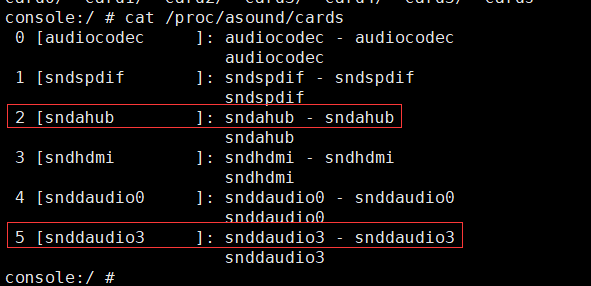 console:/ # cat /proc/asound/cards
0 [audiocodec     ]: audiocodec - audiocodec
audiocodec
1 [sndspdif       ]: sndspdif - sndspdif
sndspdif
2 [sndahub        ]: sndahub - sndahub
sndahub
3 [sndhdmi        ]: sndhdmi - sndhdmi
sndhdmi
4 [snddaudio0     ]: snddaudio0 - snddaudio0
snddaudio0
5 [snddaudio3     ]: snddaudio3 - snddaudio3
snddaudio3
console:/ #